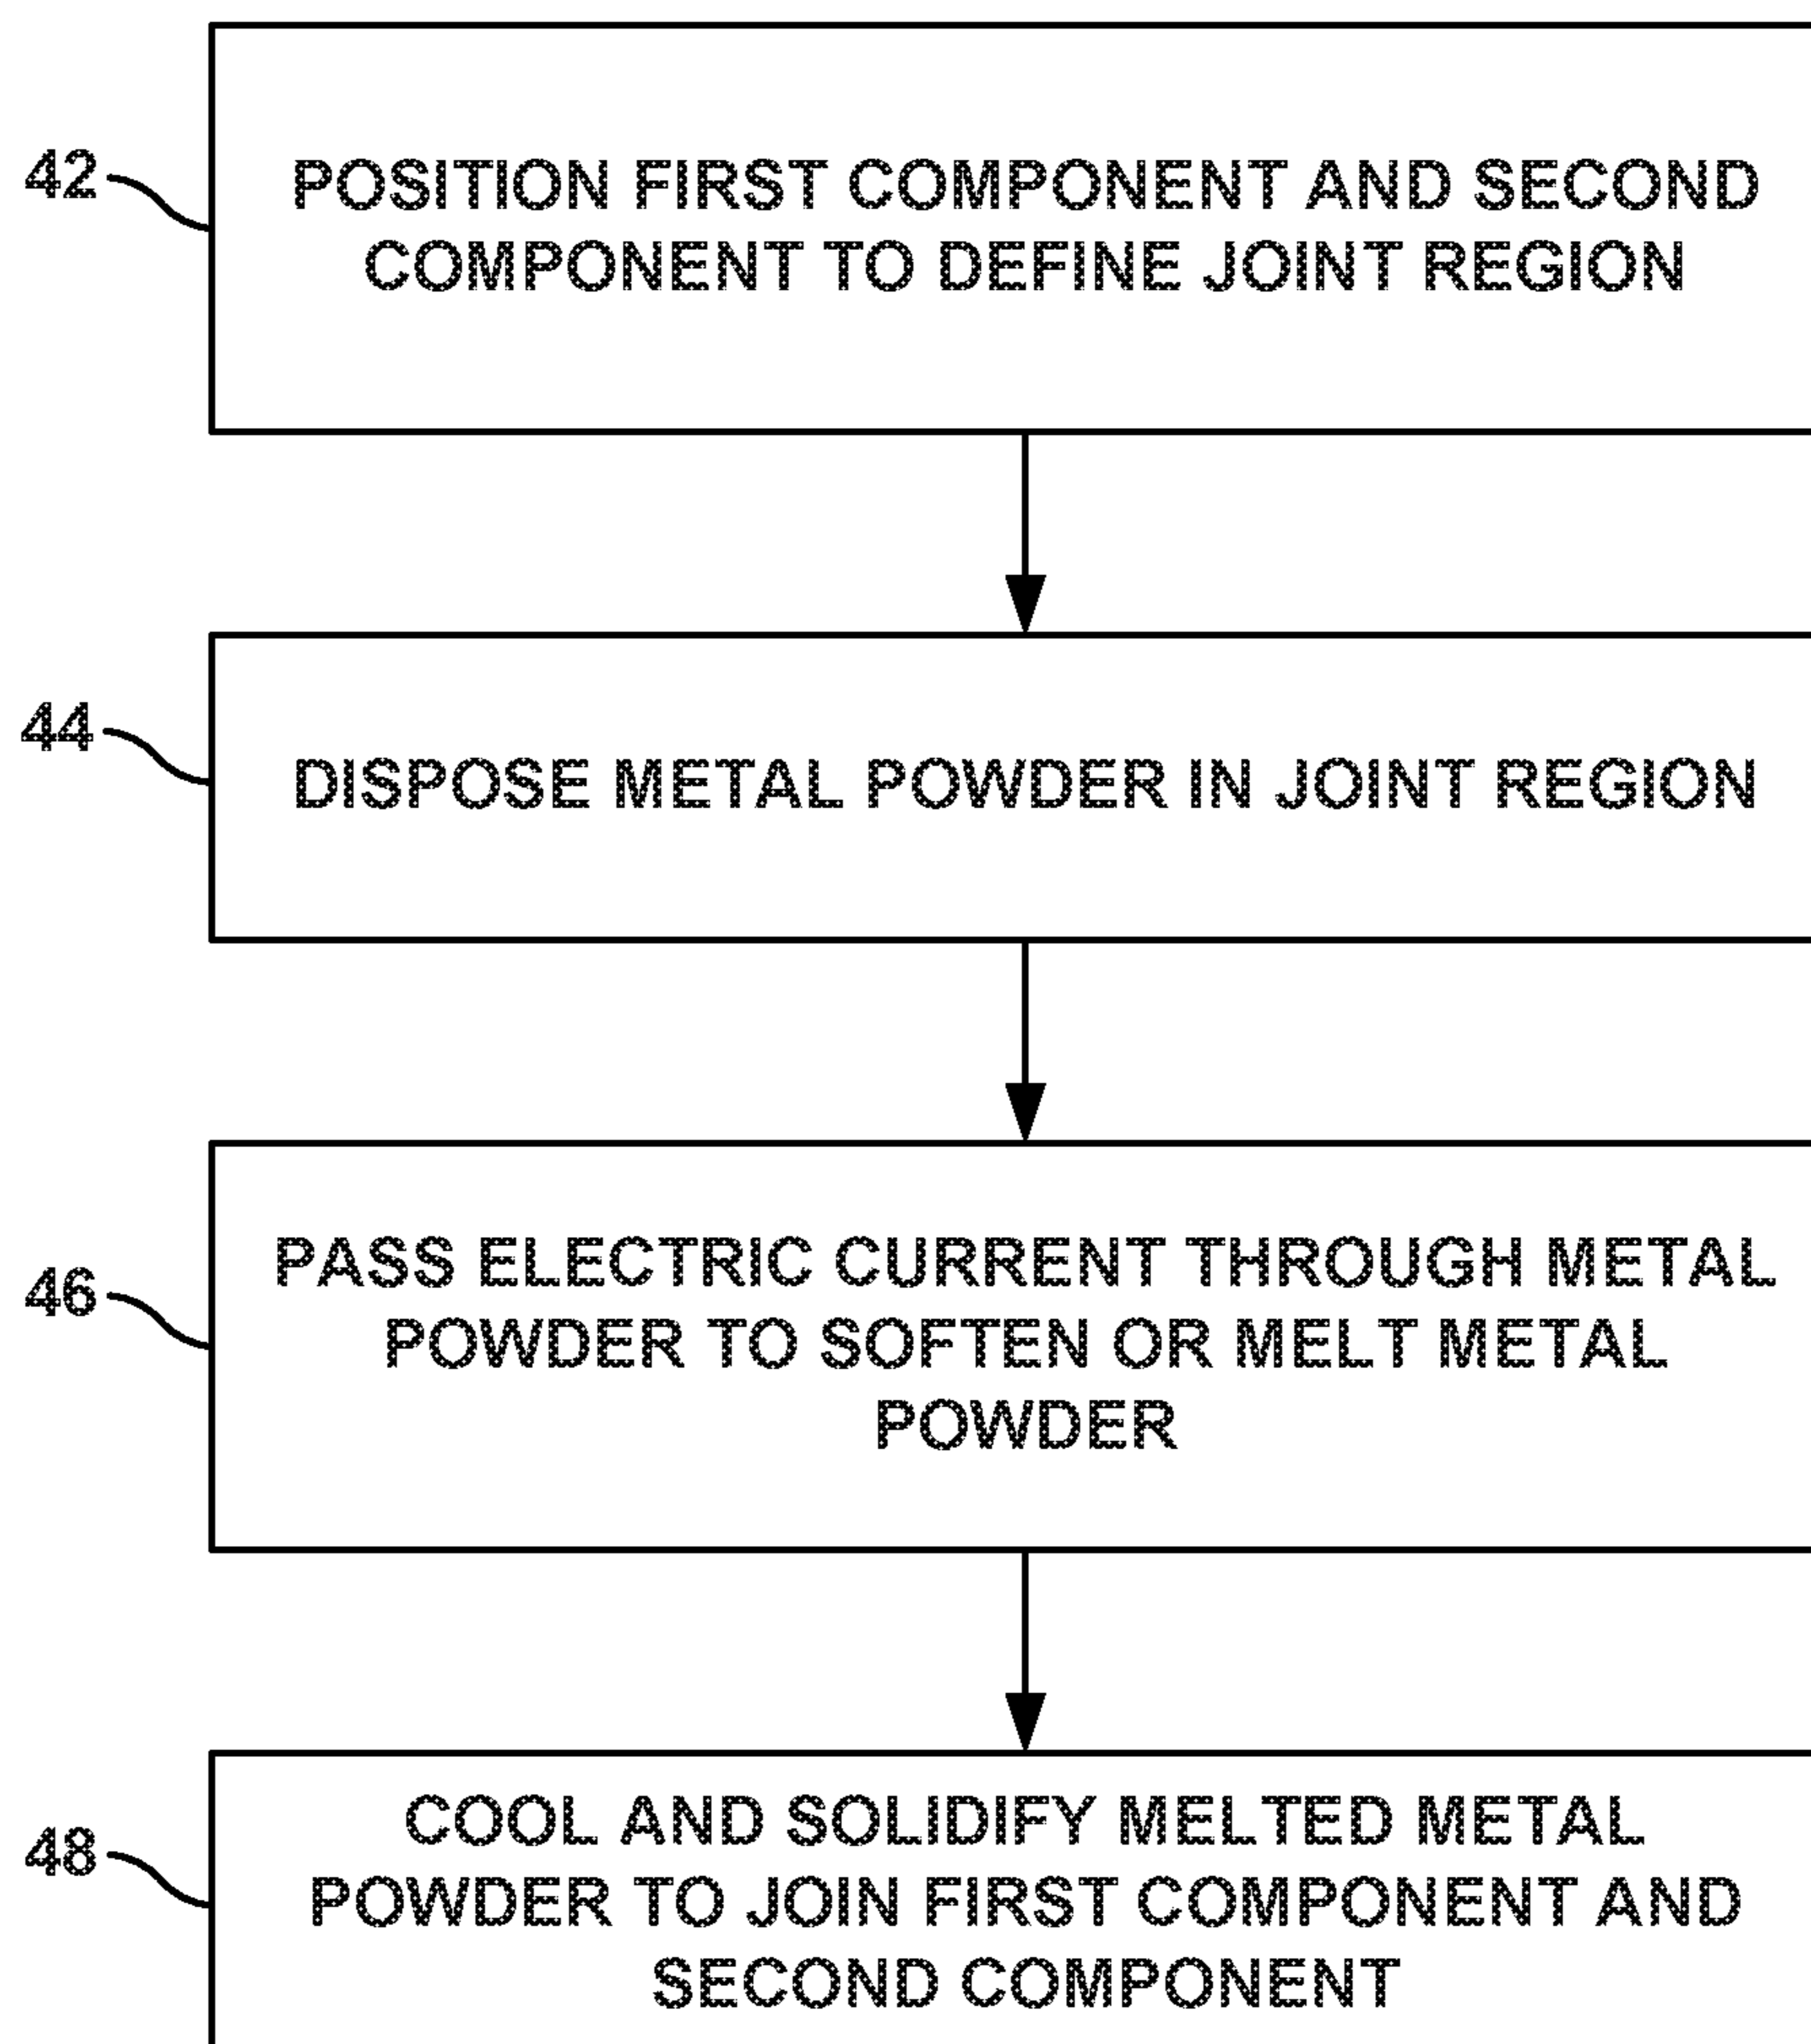 42
POSITION FIRST COMPONENT AND SECOND
COMPONENT TO DEFINE JOINT REGION
44
DISPOSE METAL POWDER IN JOINT REGION
46
PASS ELECTRIC CURRENT THROUGH METAL
POWDER TO SOFTEN OR MELT METAL
POWDER
48
COOL AND SOLIDIFY MELTED METAL
POWDER TO JOIN FIRST COMPONENT AND
SECOND COMPONENT